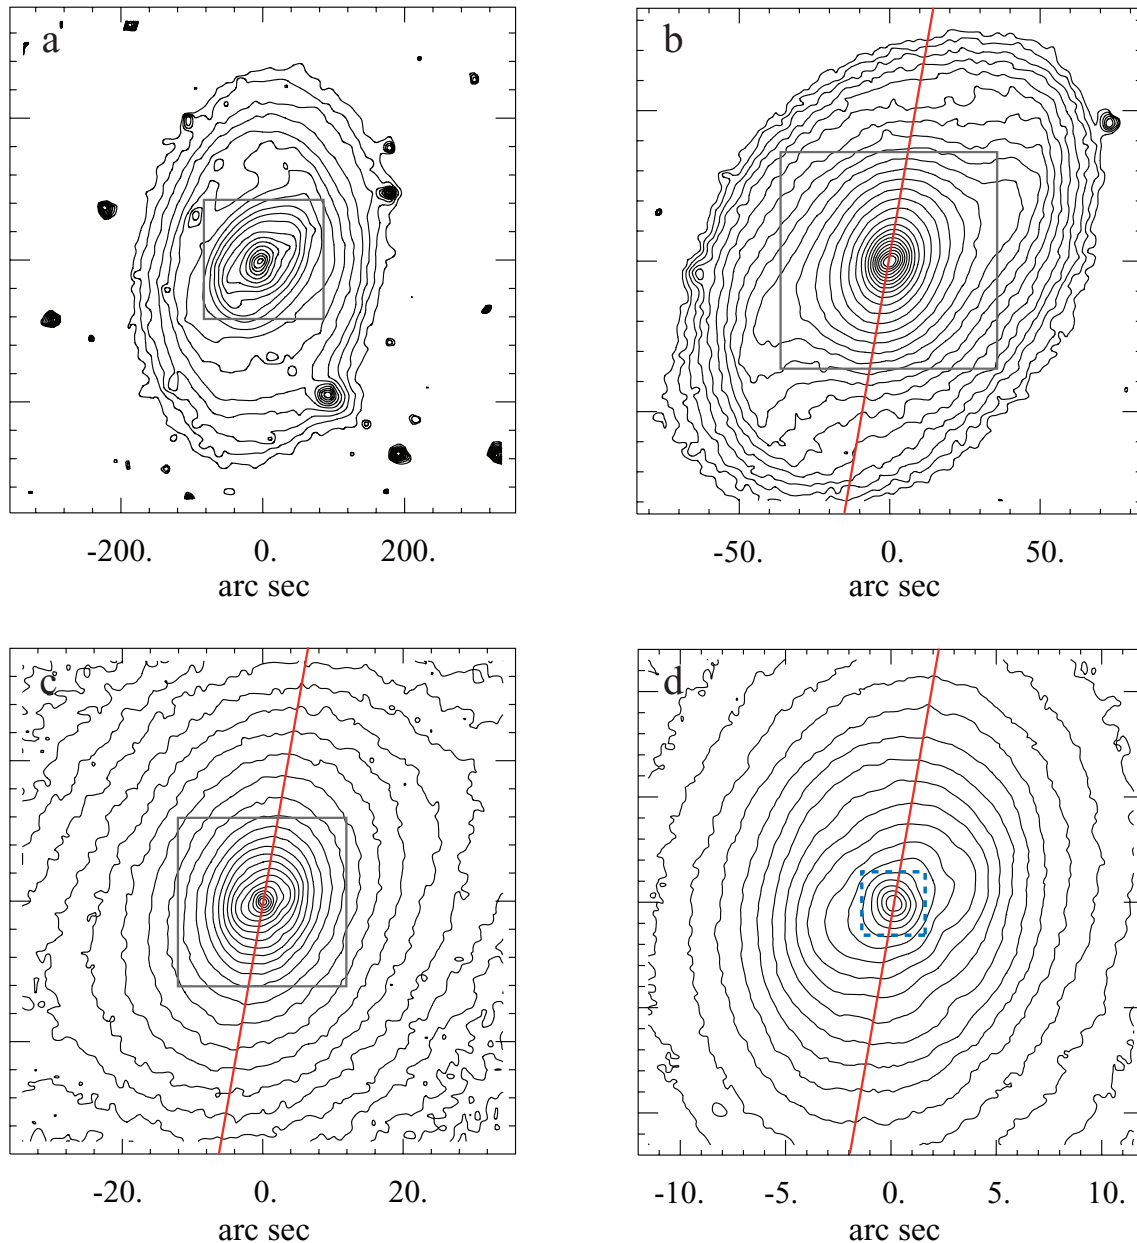 a
b
-200. 0. 200.
arc sec
-50. 0. 50.
arc sec
c
d
-20. 0. 20.
arc sec
-10. -5. 0. 5. 10.
arc sec